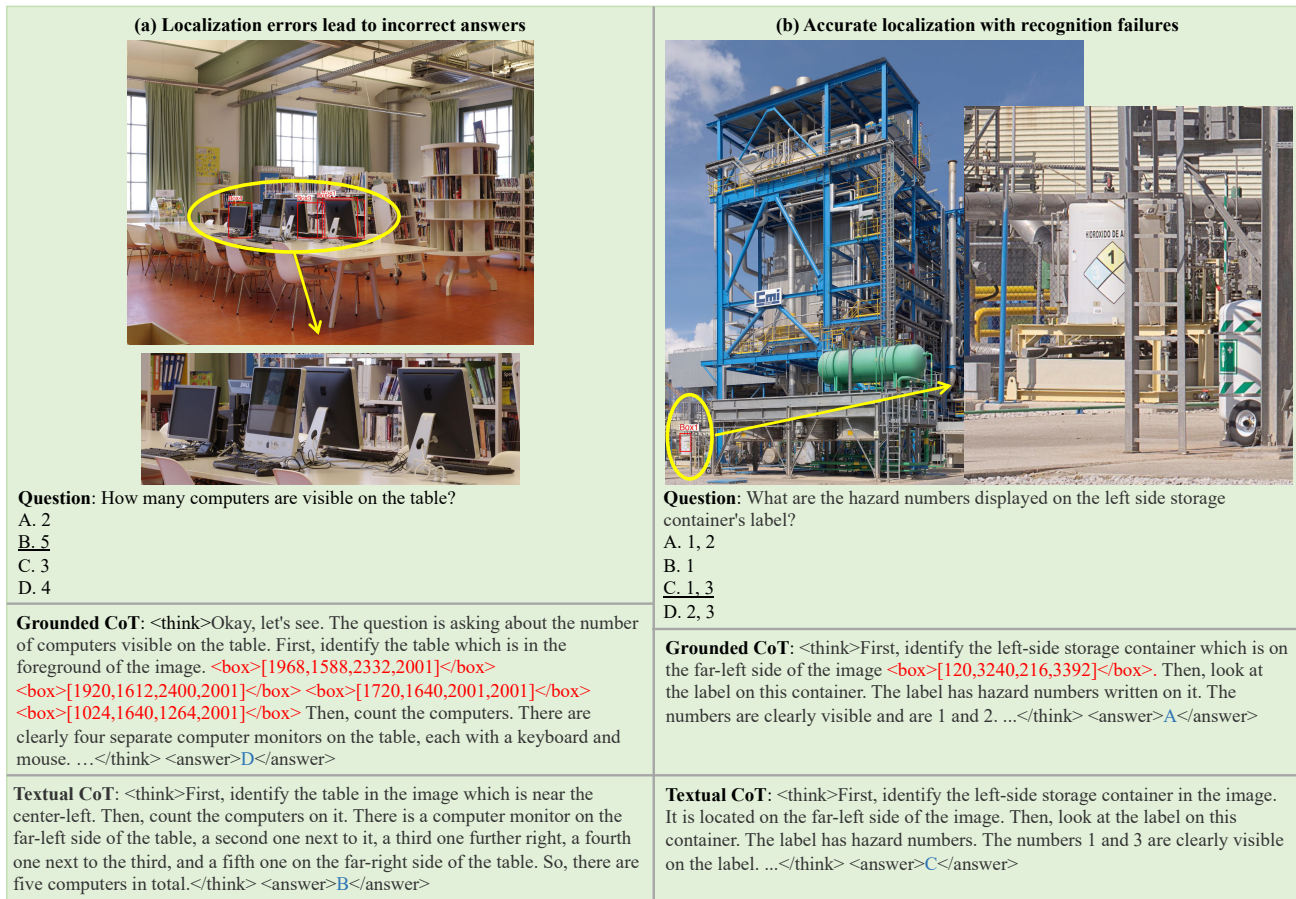 (a) Localization errors lead to incorrect answers
Question: How many computers are visible on the table?
A. 2
B. 5
C. 3
D. 4
Grounded CoT: <think>Okay, let's see. The question is asking about the number
of computers visible on the table. First, identify the table which is in the
foreground of the image. <box>[1968,1588,2332,2001]</box>
<box>[1920,1612,2400,2001]</box> <box>[1720,1640,2001,2001]</box>
<box>[1024,1640,1264,2001]</box> Then, count the computers. There are
clearly four separate computer monitors on the table, each with a keyboard and
mouse. …</think> <answer>D</answer>
Textual CoT: <think>First, identify the table in the image which is near the
center-left. Then, count the computers on it. There is a computer monitor on the
far-left side of the table, a second one next to it, a third one further right, a fourth
one next to the third, and a fifth one on the far-right side of the table. So, there are
five computers in total.</think> <answer>B</answer>
(b) Accurate localization with recognition failures
Cmi
Box1
HIDROXIDO DE A
1
3
Question: What are the hazard numbers displayed on the left side storage
container's label?
A. 1, 2
B. 1
C. 1, 3
D. 2, 3
Grounded CoT: <think>First, identify the left-side storage container which is on
the far-left side of the image <box>[120,3240,216,3392]</box>. Then, look at
the label on this container. The label has hazard numbers written on it. The
numbers are clearly visible and are 1 and 2. ...</think> <answer>A</answer>
Textual CoT: <think>First, identify the left-side storage container in the image.
It is located on the far-left side of the image. Then, look at the label on this
container. The label has hazard numbers. The numbers 1 and 3 are clearly visible
on the label. ...</think> <answer>C</answer>